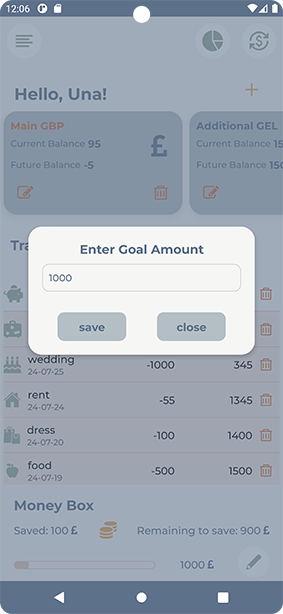 12:06
Hello, Una!
Main GBP
Current Balance 95
£
Future Balance -5
Additional GEL
Current Balance
Future Balance
Enter Goal Amount
1000
save
close
wedding
24-07-25
-1000
345
rent
24-07-24
-55
1345
dress
24-07-20
-100
1400
food
24-07-19
-500
1500
Money Box
Saved: 100 £
Remaining to save: 900 £
1000 £